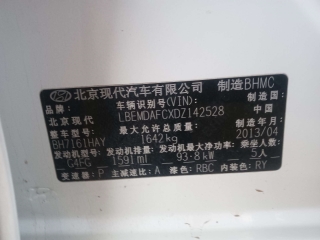 北京现代汽车有限公司 制造BHMC
品牌: 车辆识别号(VIN): 制造国:
北京现代 LBEMDAFCXDZ142528 中国
最大允许总质量: 制造年月:
整车型号: 1642kg 2013/04
BH7161HAY 发动机排量: 发动机额定功率: 乘坐人数:
发动机型号:
G4FG 1591ml 93.8kW 5人
变速器: P 主减速比: A 漆色: RBC 内装颜色: RY